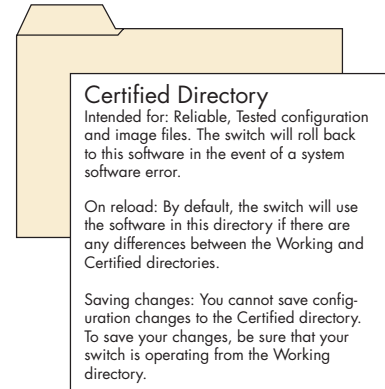 Certified Directory
Intended for: Reliable, Tested configuration
and image files. The switch will roll back
to this software in the event of a system
software error.
On reload: By default, the switch will use
the software in this directory if there are
any differences between the Working and
Certified directories.
Saving changes: You cannot save config-
uration changes to the Certified directory.
To save your changes, be sure that your
switch is operating from the Working
directory.